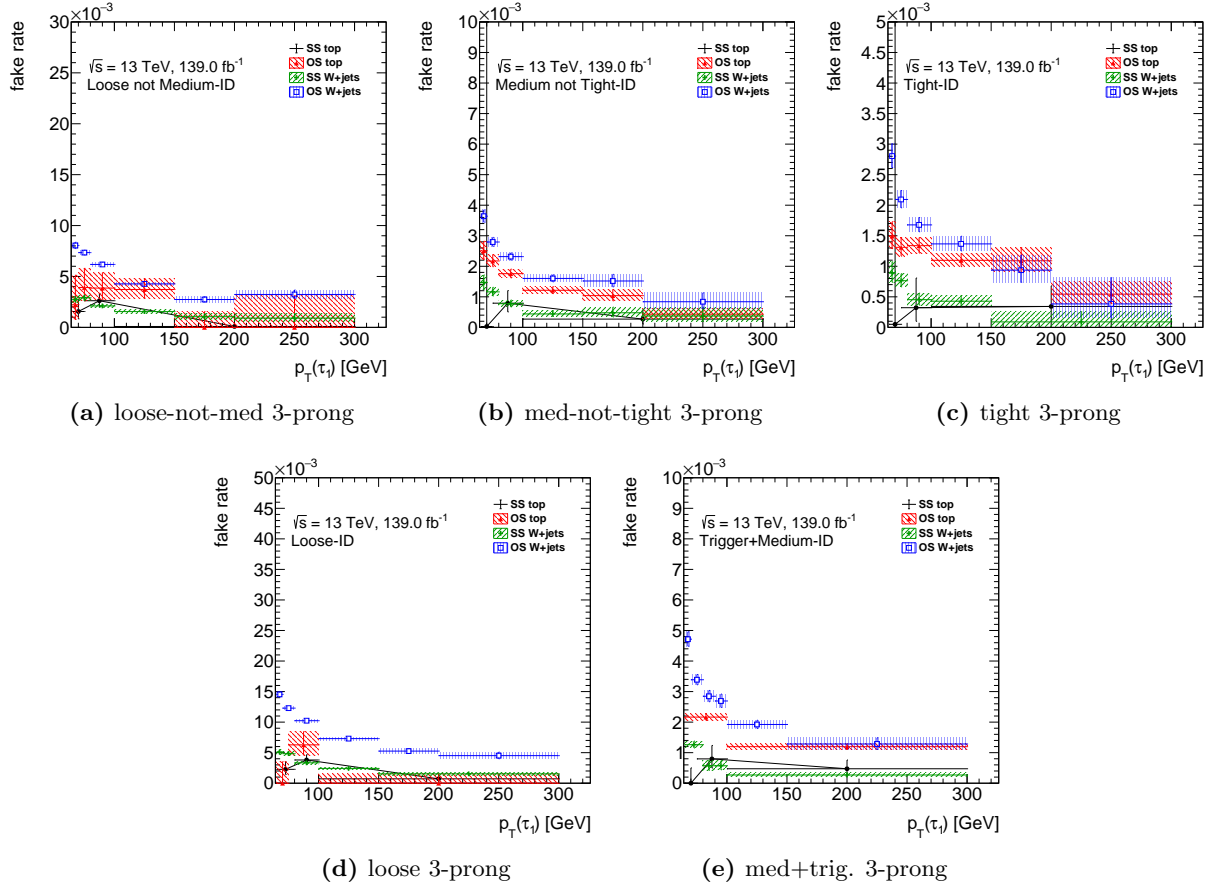 ×10⁻³
fake rate
30
25
20
15
10
5
0
√s = 13 TeV, 139.0 fb⁻¹
Loose not Medium-ID
SS top
OS top
SS W+jets
OS W+jets
100 150 200 250 300
p_T(τ₁) [GeV]
(a) loose-not-med 3-prong
×10⁻³
fake rate
10
9
8
7
6
5
4
3
2
1
0
√s = 13 TeV, 139.0 fb⁻¹
Medium not Tight-ID
SS top
OS top
SS W+jets
OS W+jets
100 150 200 250 300
p_T(τ₁) [GeV]
(b) med-not-tight 3-prong
×10⁻³
fake rate
5
4.5
4
3.5
3
2.5
2
1.5
1
0.5
0
√s = 13 TeV, 139.0 fb⁻¹
Tight-ID
SS top
OS top
SS W+jets
OS W+jets
100 150 200 250 300
p_T(τ₁) [GeV]
(c) tight 3-prong
×10⁻³
fake rate
50
45
40
35
30
25
20
15
10
5
0
√s = 13 TeV, 139.0 fb⁻¹
Loose-ID
SS top
OS top
SS W+jets
OS W+jets
100 150 200 250 300
p_T(τ₁) [GeV]
(d) loose 3-prong
×10⁻³
fake rate
10
9
8
7
6
5
4
3
2
1
0
√s = 13 TeV, 139.0 fb⁻¹
Trigger+Medium-ID
SS top
OS top
SS W+jets
OS W+jets
100 150 200 250 300
p_T(τ₁) [GeV]
(e) med+trig. 3-prong